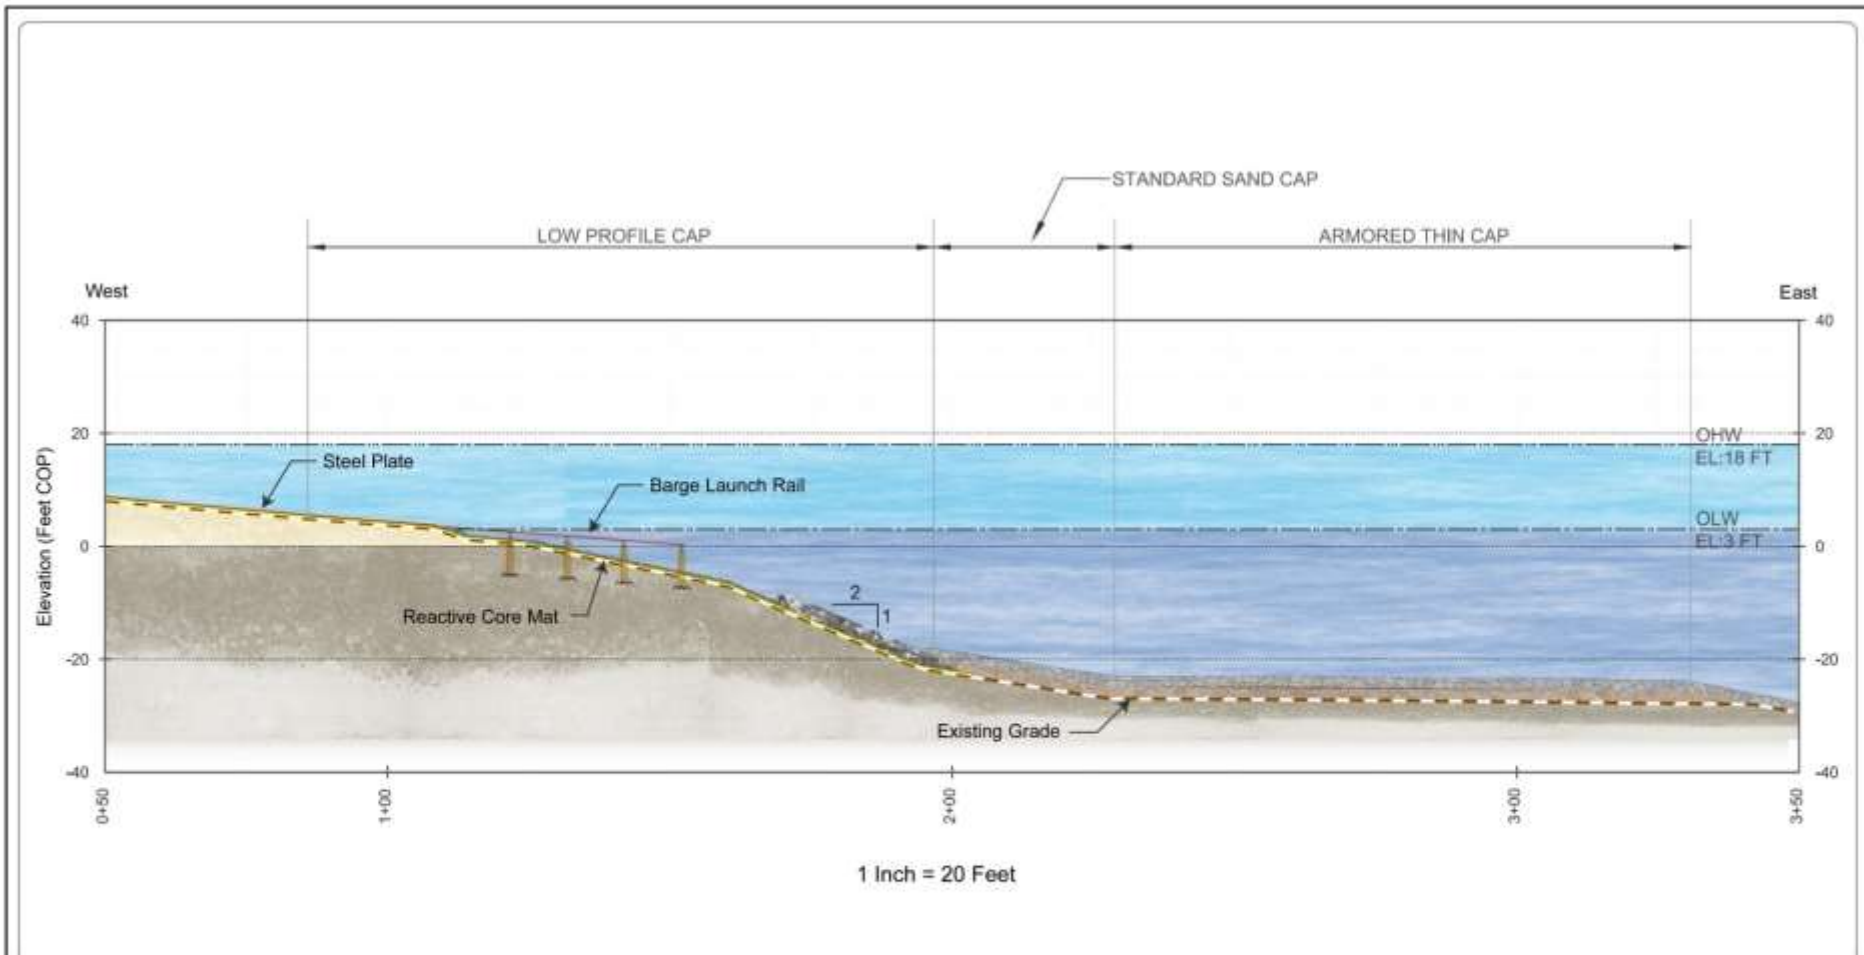 STANDARD SAND CAP
LOW PROFILE CAP
ARMORED THIN CAP
West
East
40
40
OHW
20
20
EL:18 FT
Steel Plate
Barge Launch Rail
OLW
0
0
EL:3 FT
Elevation (Feet COP)
2
1
Reactive Core Mat
-20
-20
Existing Grade
-40
-40
0+50
1+00
2+00
3+00
3+50
1 Inch = 20 Feet